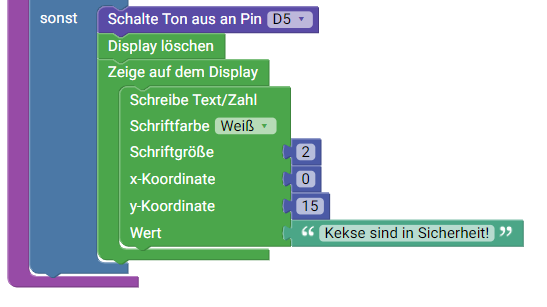 sonst Schalte Ton aus an Pin D5
Display löschen
Zeige auf dem Display
Schreibe Text/Zahl
Schriftfarbe Weiß
Schriftgröße 2
x-Koordinate 0
y-Koordinate 15
Wert “ Kekse sind in Sicherheit! ”